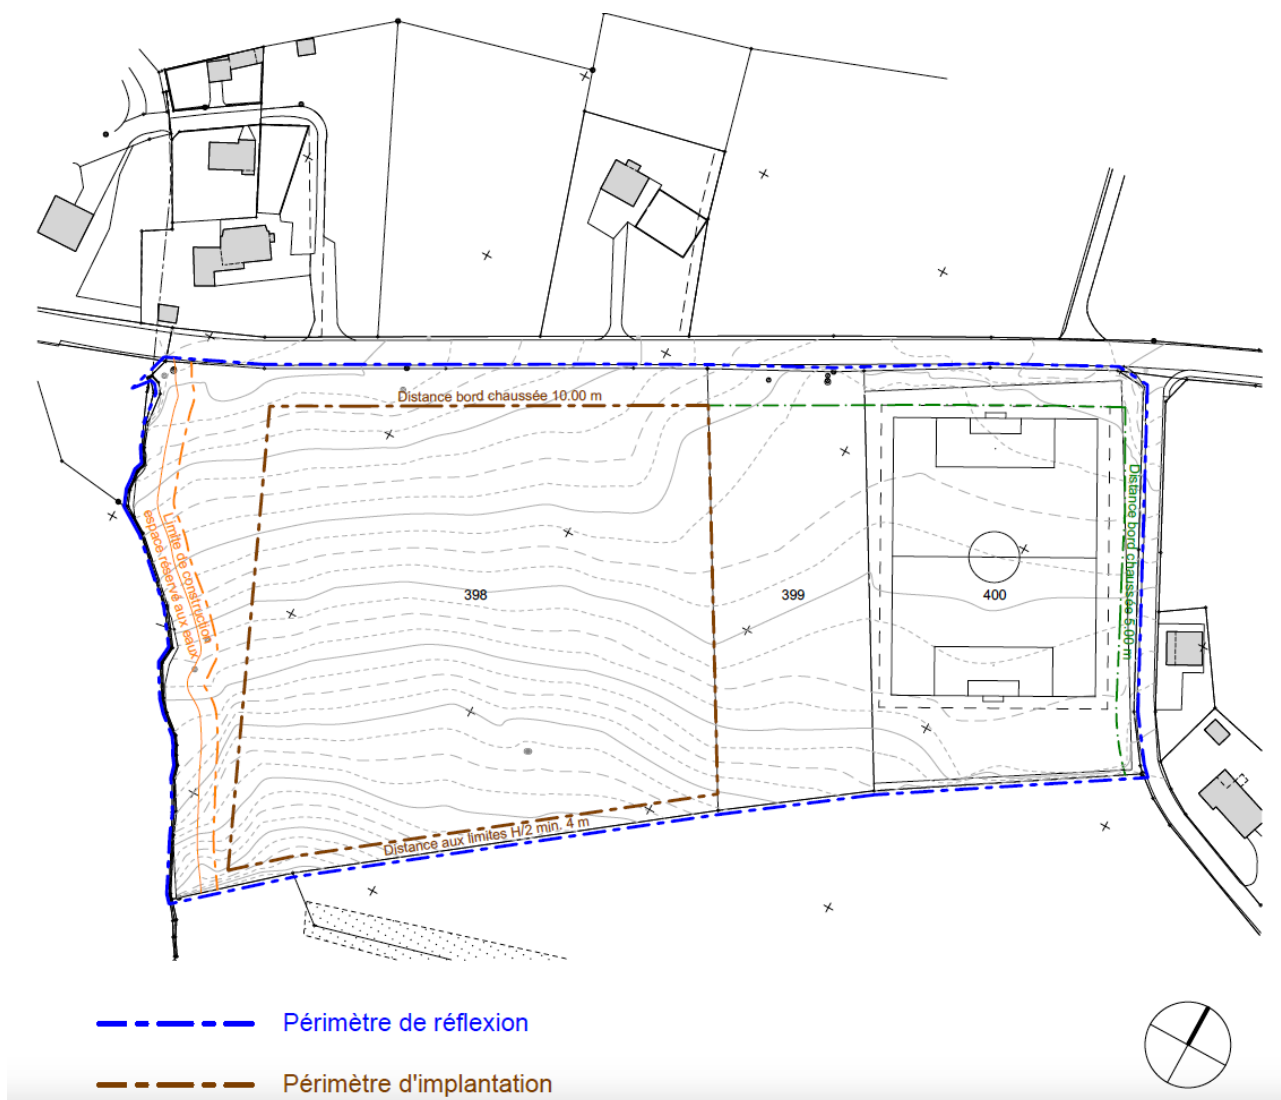 Distance bord chaussée 10.00 m
Distance bord chaussée 5.00 m
Limite de construction
espace réservé aux eaux
398
399
400
Distance aux limites H/2 min. 4 m
Périmètre de réflexion
Périmètre d'implantation